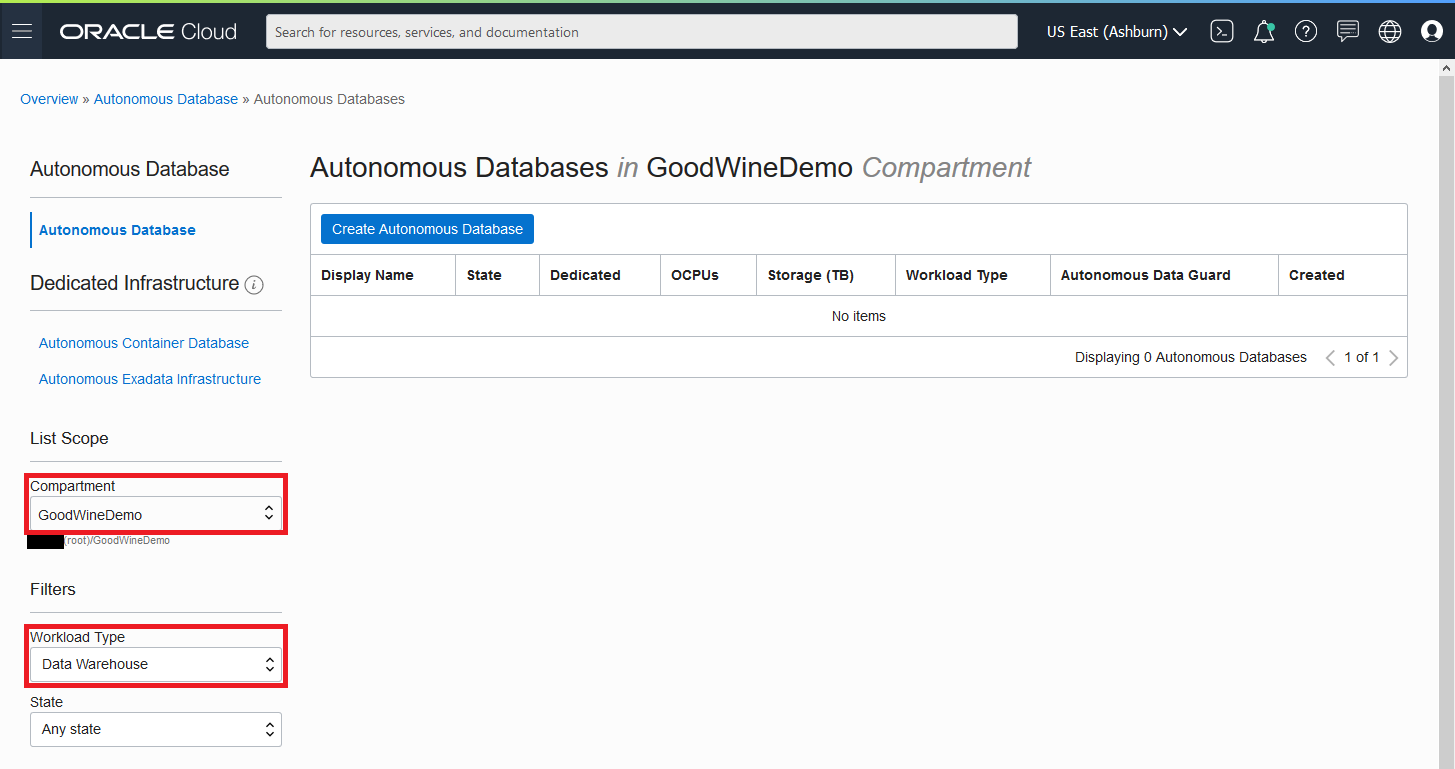 ORACLE Cloud
Search for resources, services, and documentation
US East (Ashburn)
Overview » Autonomous Database » Autonomous Databases
Autonomous Database
Autonomous Database
Dedicated Infrastructure
Autonomous Container Database
Autonomous Exadata Infrastructure
List Scope
Compartment
GoodWineDemo
(root)/GoodWineDemo
Filters
Workload Type
Data Warehouse
State
Any state
Autonomous Databases in GoodWineDemo Compartment
Create Autonomous Database
Display Name State Dedicated OCPUs Storage (TB) Workload Type Autonomous Data Guard Created
No items
Displaying 0 Autonomous Databases 1 of 1